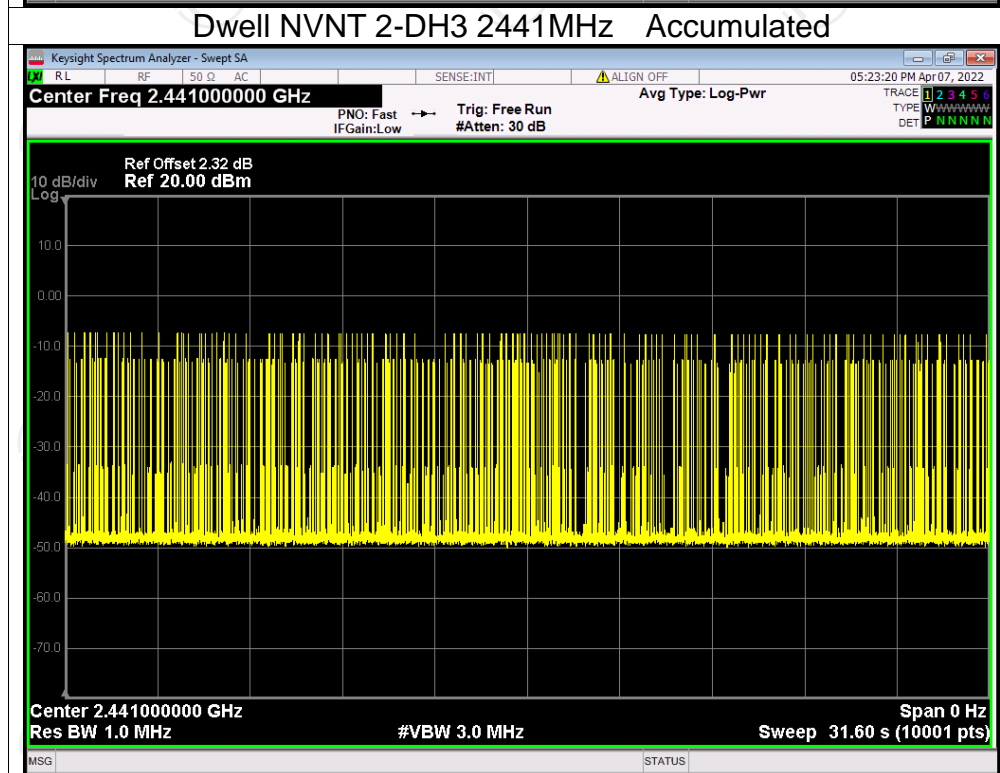 Dwell NVNT 2-DH3 2441MHz Accumulated
Keysight Spectrum Analyzer - Swept SA
LXI RL RF 50 Ω AC SENSE:INT ALIGN OFF 05:23:20 PM Apr 07, 2022
Center Freq 2.441000000 GHz Avg Type: Log-Pwr TRACE 1 2 3 4 5 6
PNO: Fast Trig: Free Run TYPE WWWWWW
IFGain:Low #Atten: 30 dB DET P N N N N N
Ref Offset 2.32 dB
10 dB/div Ref 20.00 dBm
Log
10.0
0.00
-10.0
-20.0
-30.0
-40.0
-50.0
-60.0
-70.0
Center 2.441000000 GHz Span 0 Hz
Res BW 1.0 MHz #VBW 3.0 MHz Sweep 31.60 s (10001 pts)
MSG STATUS